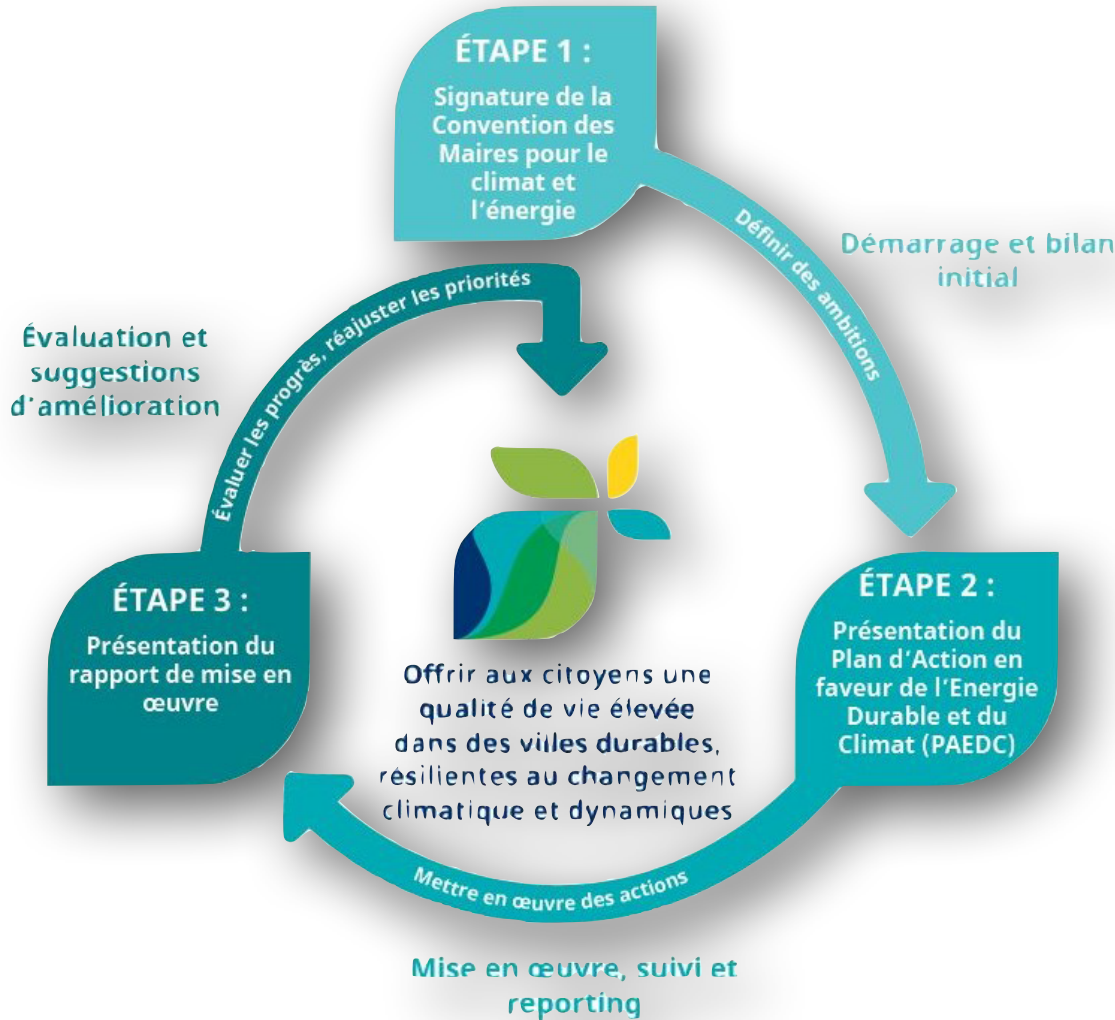 ÉTAPE 1 :
Signature de la
Convention des
Maires pour le
climat et
l'énergie
Définir des ambitions
Démarrage et bilan
initial
ÉTAPE 2 :
Présentation du
Plan d'Action en
faveur de l'Energie
Durable et du
Climat (PAEDC)
Mettre en œuvre des actions
Mise en œuvre, suivi et
reporting
ÉTAPE 3 :
Présentation du
rapport de mise en
œuvre
Évaluer les progrès, réajuster les priorités
Évaluation et
suggestions
d'amélioration
Offrir aux citoyens une
qualité de vie élevée
dans des villes durables,
résilientes au changement
climatique et dynamiques